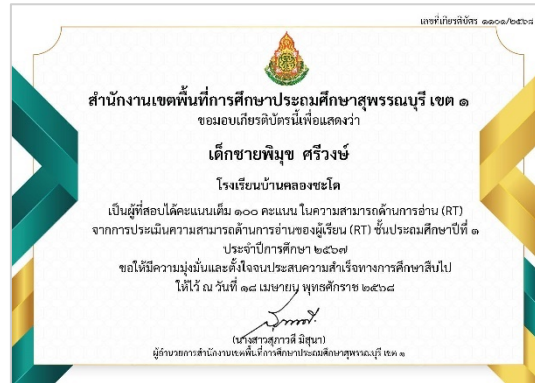 เลขที่เกียรติบัตร ๑๑๐๑/๒๕๖๘
สำนักงานเขตพื้นที่การศึกษาประถมศึกษาสุพรรณบุรี เขต ๑
ขอมอบเกียรติบัตรนี้เพื่อแสดงว่า
เด็กชายพิมุข ศรีวงษ์
โรงเรียนบ้านคลองชะโด
เป็นผู้ที่สอบได้คะแนนเต็ม ๑๐๐ คะแนน ในความสามารถด้านการอ่าน (RT)
จากการประเมินความสามารถด้านการอ่านของผู้เรียน (RT) ชั้นประถมศึกษาปีที่ ๑
ประจำปีการศึกษา ๒๕๖๗
ขอให้มีความมุ่งมั่นและตั้งใจจนประสบความสำเร็จทางการศึกษาสืบไป
ให้ไว้ ณ วันที่ ๑๘ เมษายน พุทธศักราช ๒๕๖๘
(นางสาวสุภาวดี มิสุนา)
ผู้อำนวยการสำนักงานเขตพื้นที่การศึกษาประถมศึกษาสุพรรณบุรี เขต ๑